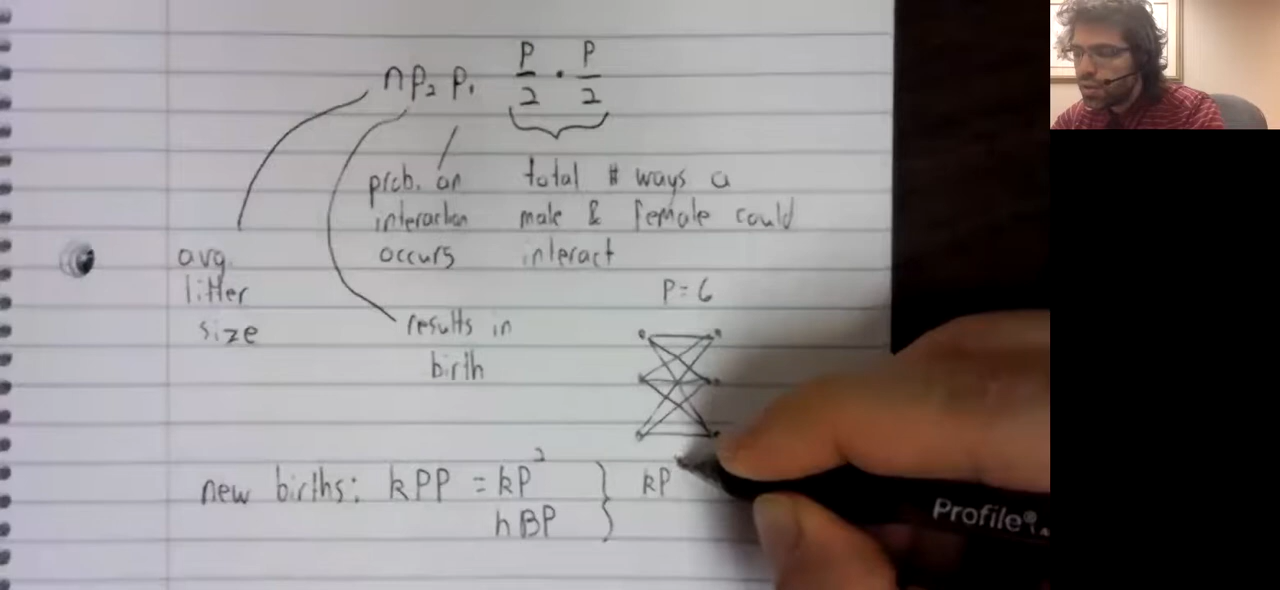 n p₂ p₁ P/2 · P/2
prob. an
interaction
occurs
total # ways a
male & female could
interact
avg.
litter
size
results in
birth
P = 6
new births: kPP = kP²
hBP
} kP
Profile®